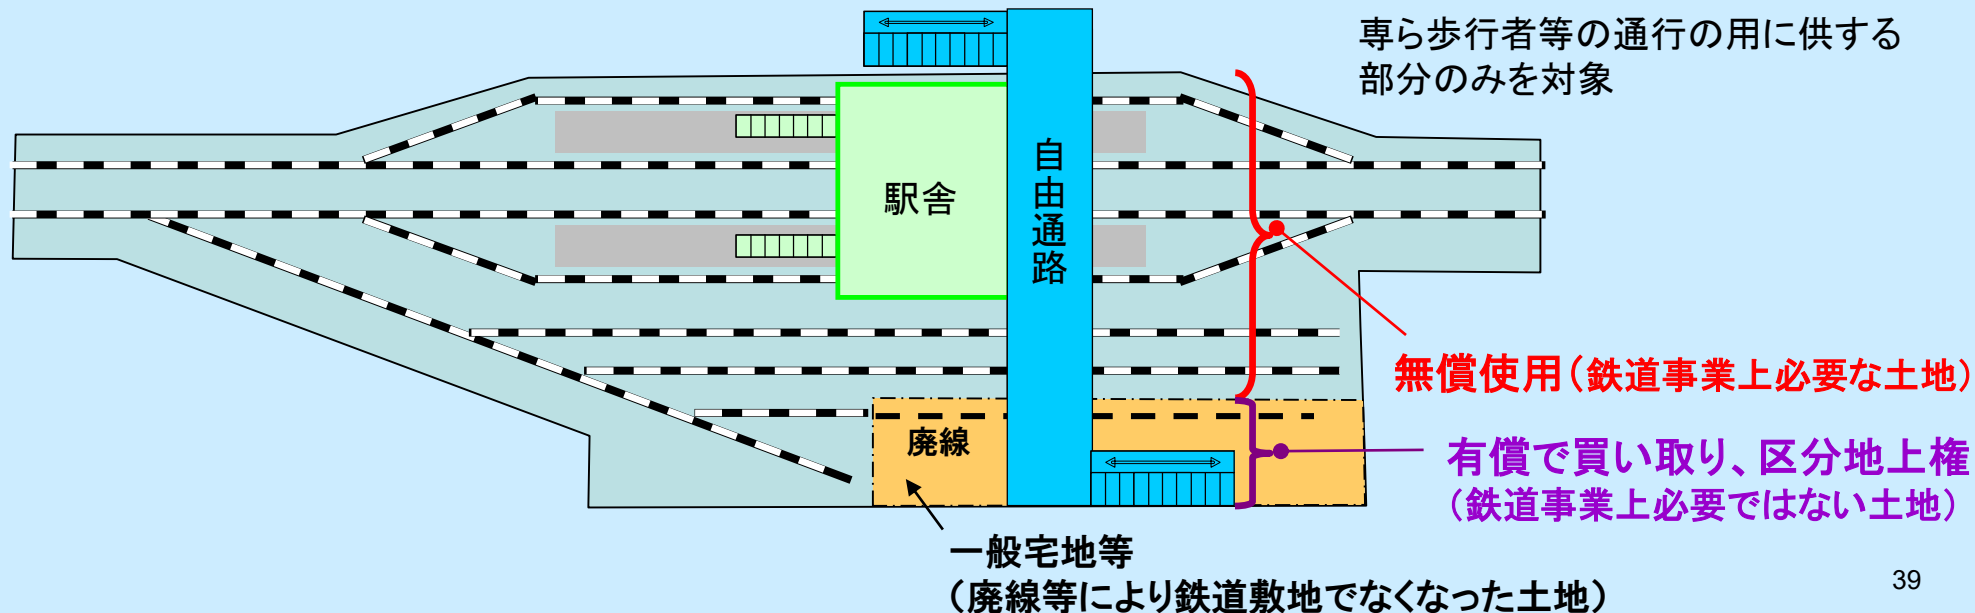 専ら歩行者等の通行の用に供する
部分のみを対象
駅舎
自由通路
無償使用(鉄道事業上必要な土地)
廃線
有償で買い取り、区分地上権
(鉄道事業上必要ではない土地)
一般宅地等
(廃線等により鉄道敷地でなくなった土地)
39